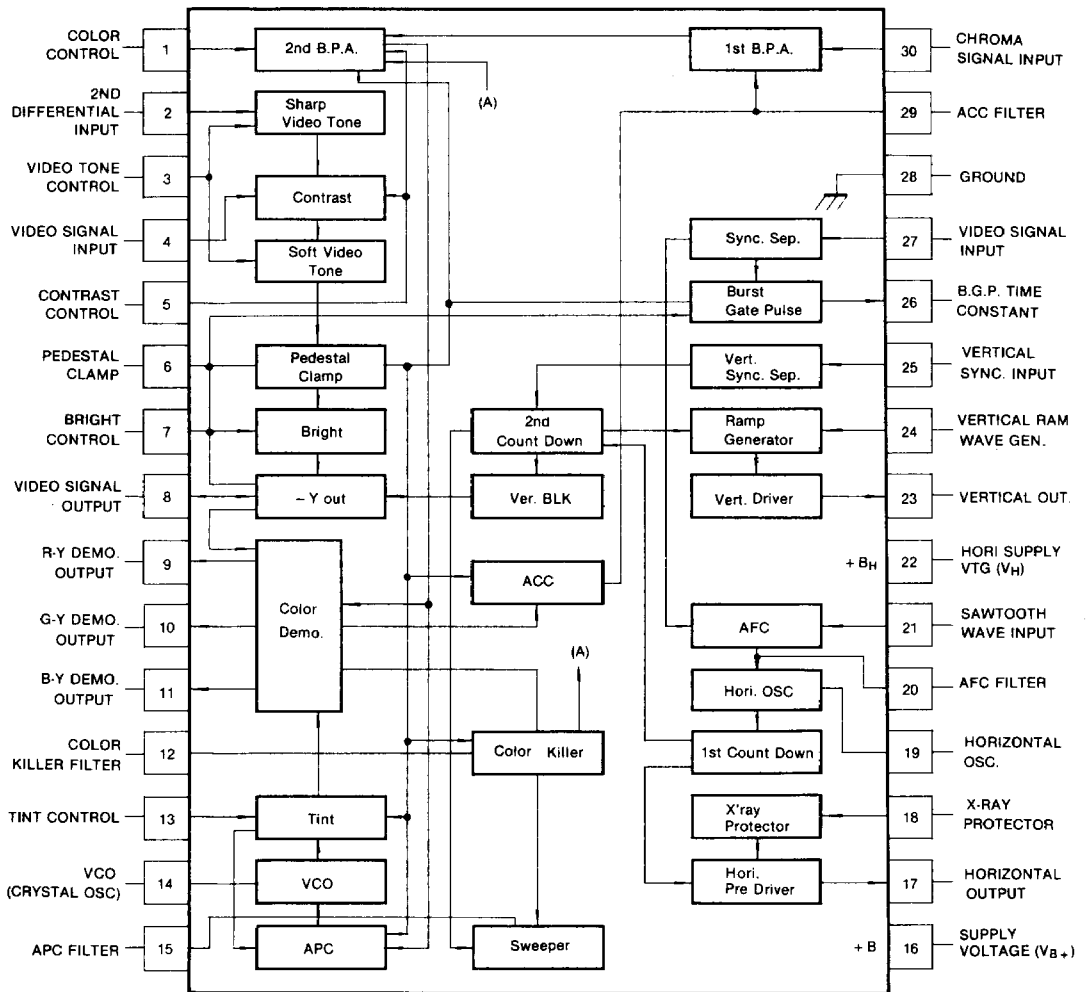 COLOR
CONTROL
1
2ND
DIFFERENTIAL
INPUT
2
VIDEO TONE
CONTROL
3
VIDEO SIGNAL
INPUT
4
CONTRAST
CONTROL
5
PEDESTAL
CLAMP
6
BRIGHT
CONTROL
7
VIDEO SIGNAL
OUTPUT
8
R-Y DEMO.
OUTPUT
9
G-Y DEMO.
OUTPUT
10
B-Y DEMO.
OUTPUT
11
COLOR
KILLER FILTER
12
TINT CONTROL
13
VCO
(CRYSTAL OSC)
14
APC FILTER
15
2nd B.P.A.
Sharp
Video Tone
Contrast
Soft Video
Tone
Pedestal
Clamp
Bright
~ Y out
Color
Demo.
Tint
VCO
APC
(A)
2nd
Count Down
Ver. BLK
ACC
(A)
Color Killer
Sweeper
1st B.P.A.
Sync. Sep.
Burst
Gate Pulse
Vert.
Sync. Sep.
Ramp
Generator
Vert. Driver
+ BH
AFC
Hori. OSC
1st Count Down
X'ray
Protector
Hori.
Pre Driver
+ B
30
CHROMA
SIGNAL INPUT
29
ACC FILTER
28
GROUND
27
VIDEO SIGNAL
INPUT
26
B.G.P. TIME
CONSTANT
25
VERTICAL
SYNC. INPUT
24
VERTICAL RAM
WAVE GEN.
23
VERTICAL OUT.
22
HORI SUPPLY
VTG (VH)
21
SAWTOOTH
WAVE INPUT
20
AFC FILTER
19
HORIZONTAL
OSC.
18
X-RAY
PROTECTOR
17
HORIZONTAL
OUTPUT
16
SUPPLY
VOLTAGE (VB+)